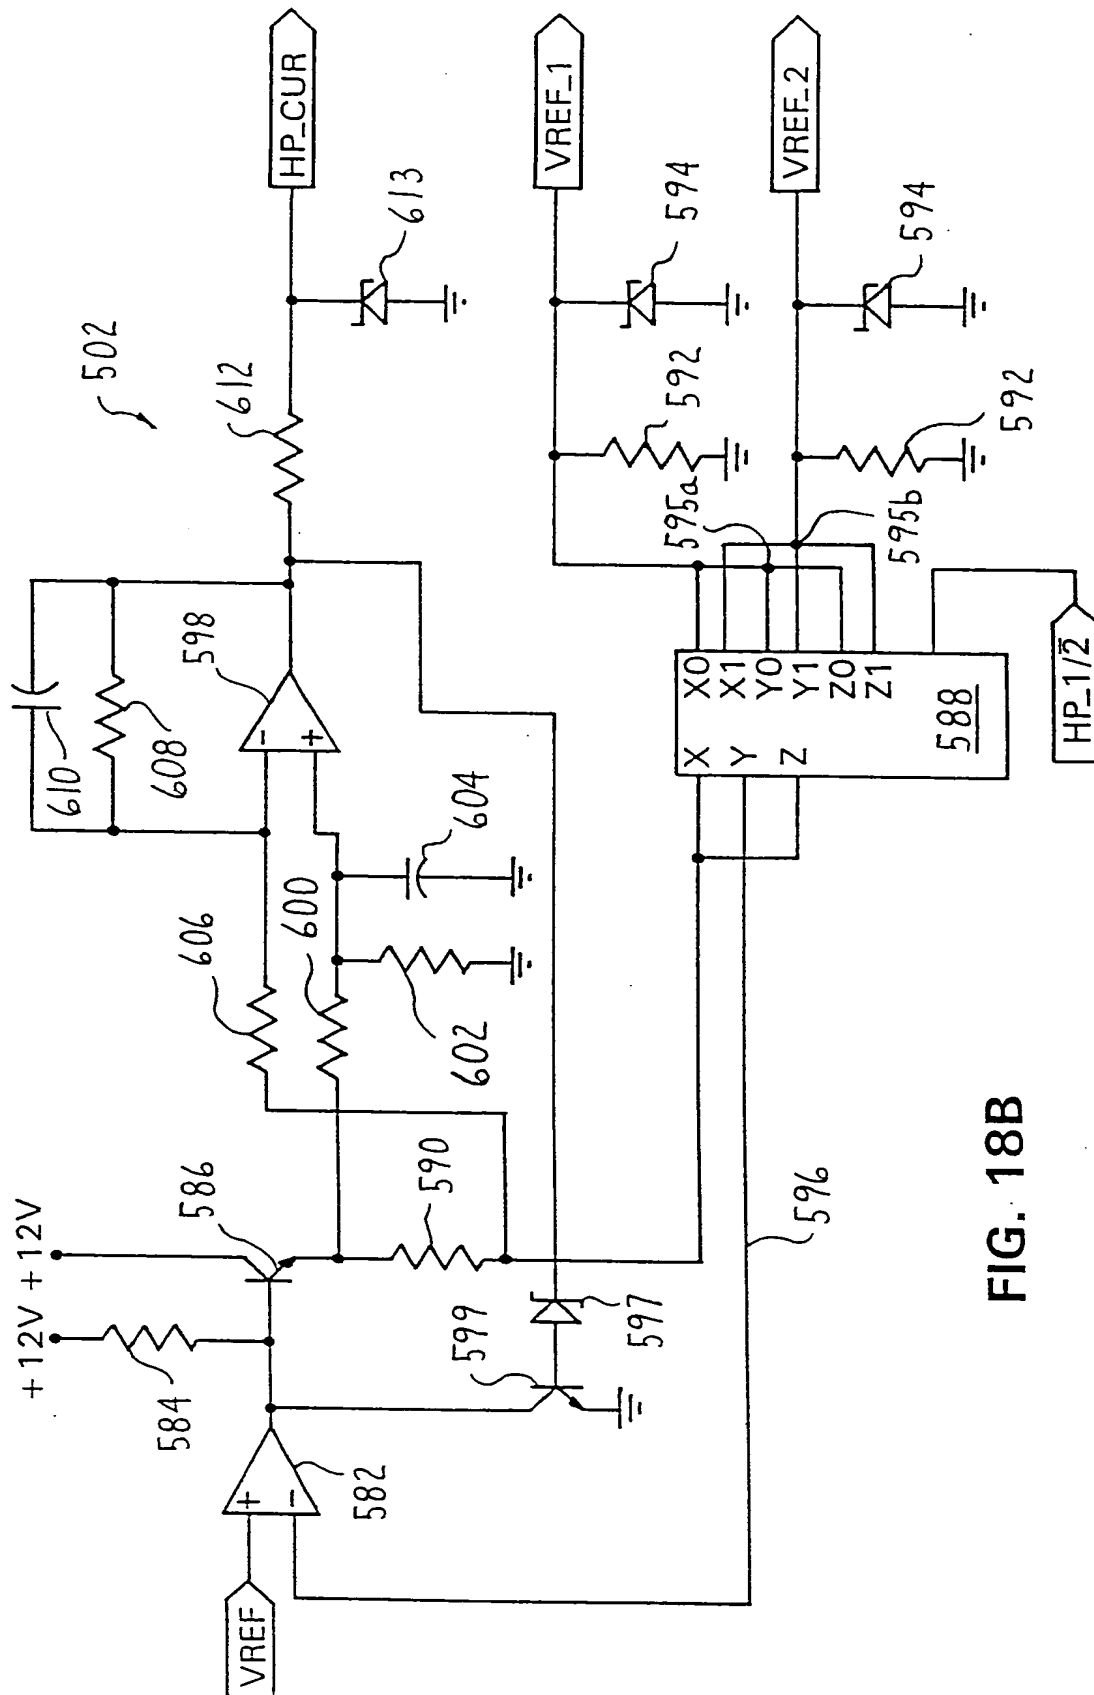 502
HP_CUR
613
612
610
608
598
604
600
606
602
+12V +12V
586
584
590
582
599
597
VREF
596
VREF_1
594
592
595a
VREF_2
594
592
595b
X X0
X1
Y Y0
Y1
Z Z0
Z1
588
HP_1/2̅
FIG. 18B
+
-
-
+